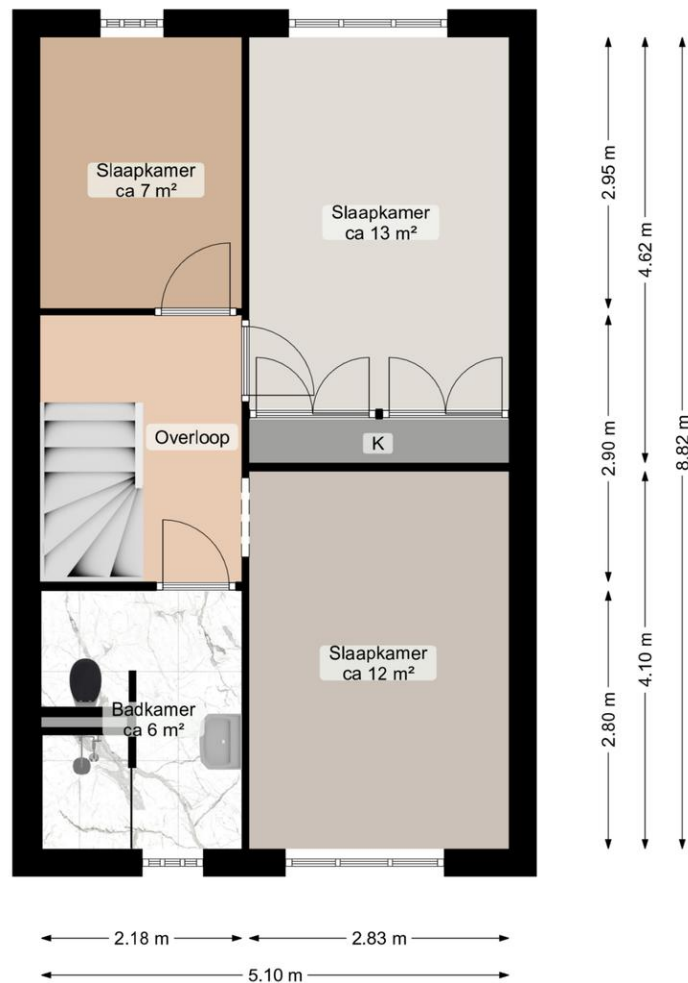 Slaapkamer
ca 7 m²
Slaapkamer
ca 13 m²
Overloop
K
Slaapkamer
ca 12 m²
Badkamer
ca 6 m²
2.95 m
4.62 m
2.90 m
8.82 m
4.10 m
2.80 m
2.18 m
2.83 m
5.10 m